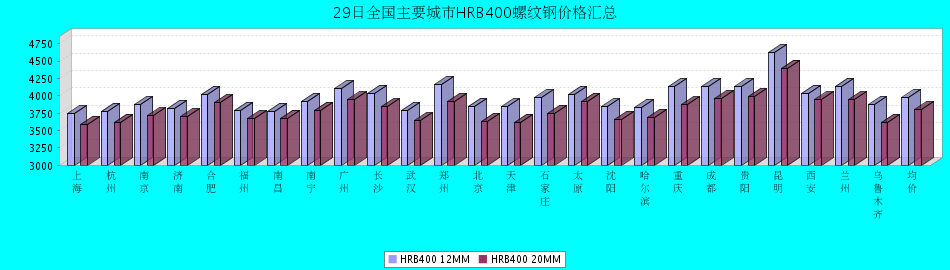 29日全国主要城市HRB400螺纹钢价格汇总
4750
4500
4250
4000
3750
3500
3250
3000
上海
杭州
南京
济南
合肥
福州
南昌
南宁
广州
长沙
武汉
郑州
北京
天津
石家庄
太原
沈阳
哈尔滨
重庆
成都
贵阳
昆明
西安
兰州
乌鲁木齐
均价
HRB400 12MM
HRB400 20MM